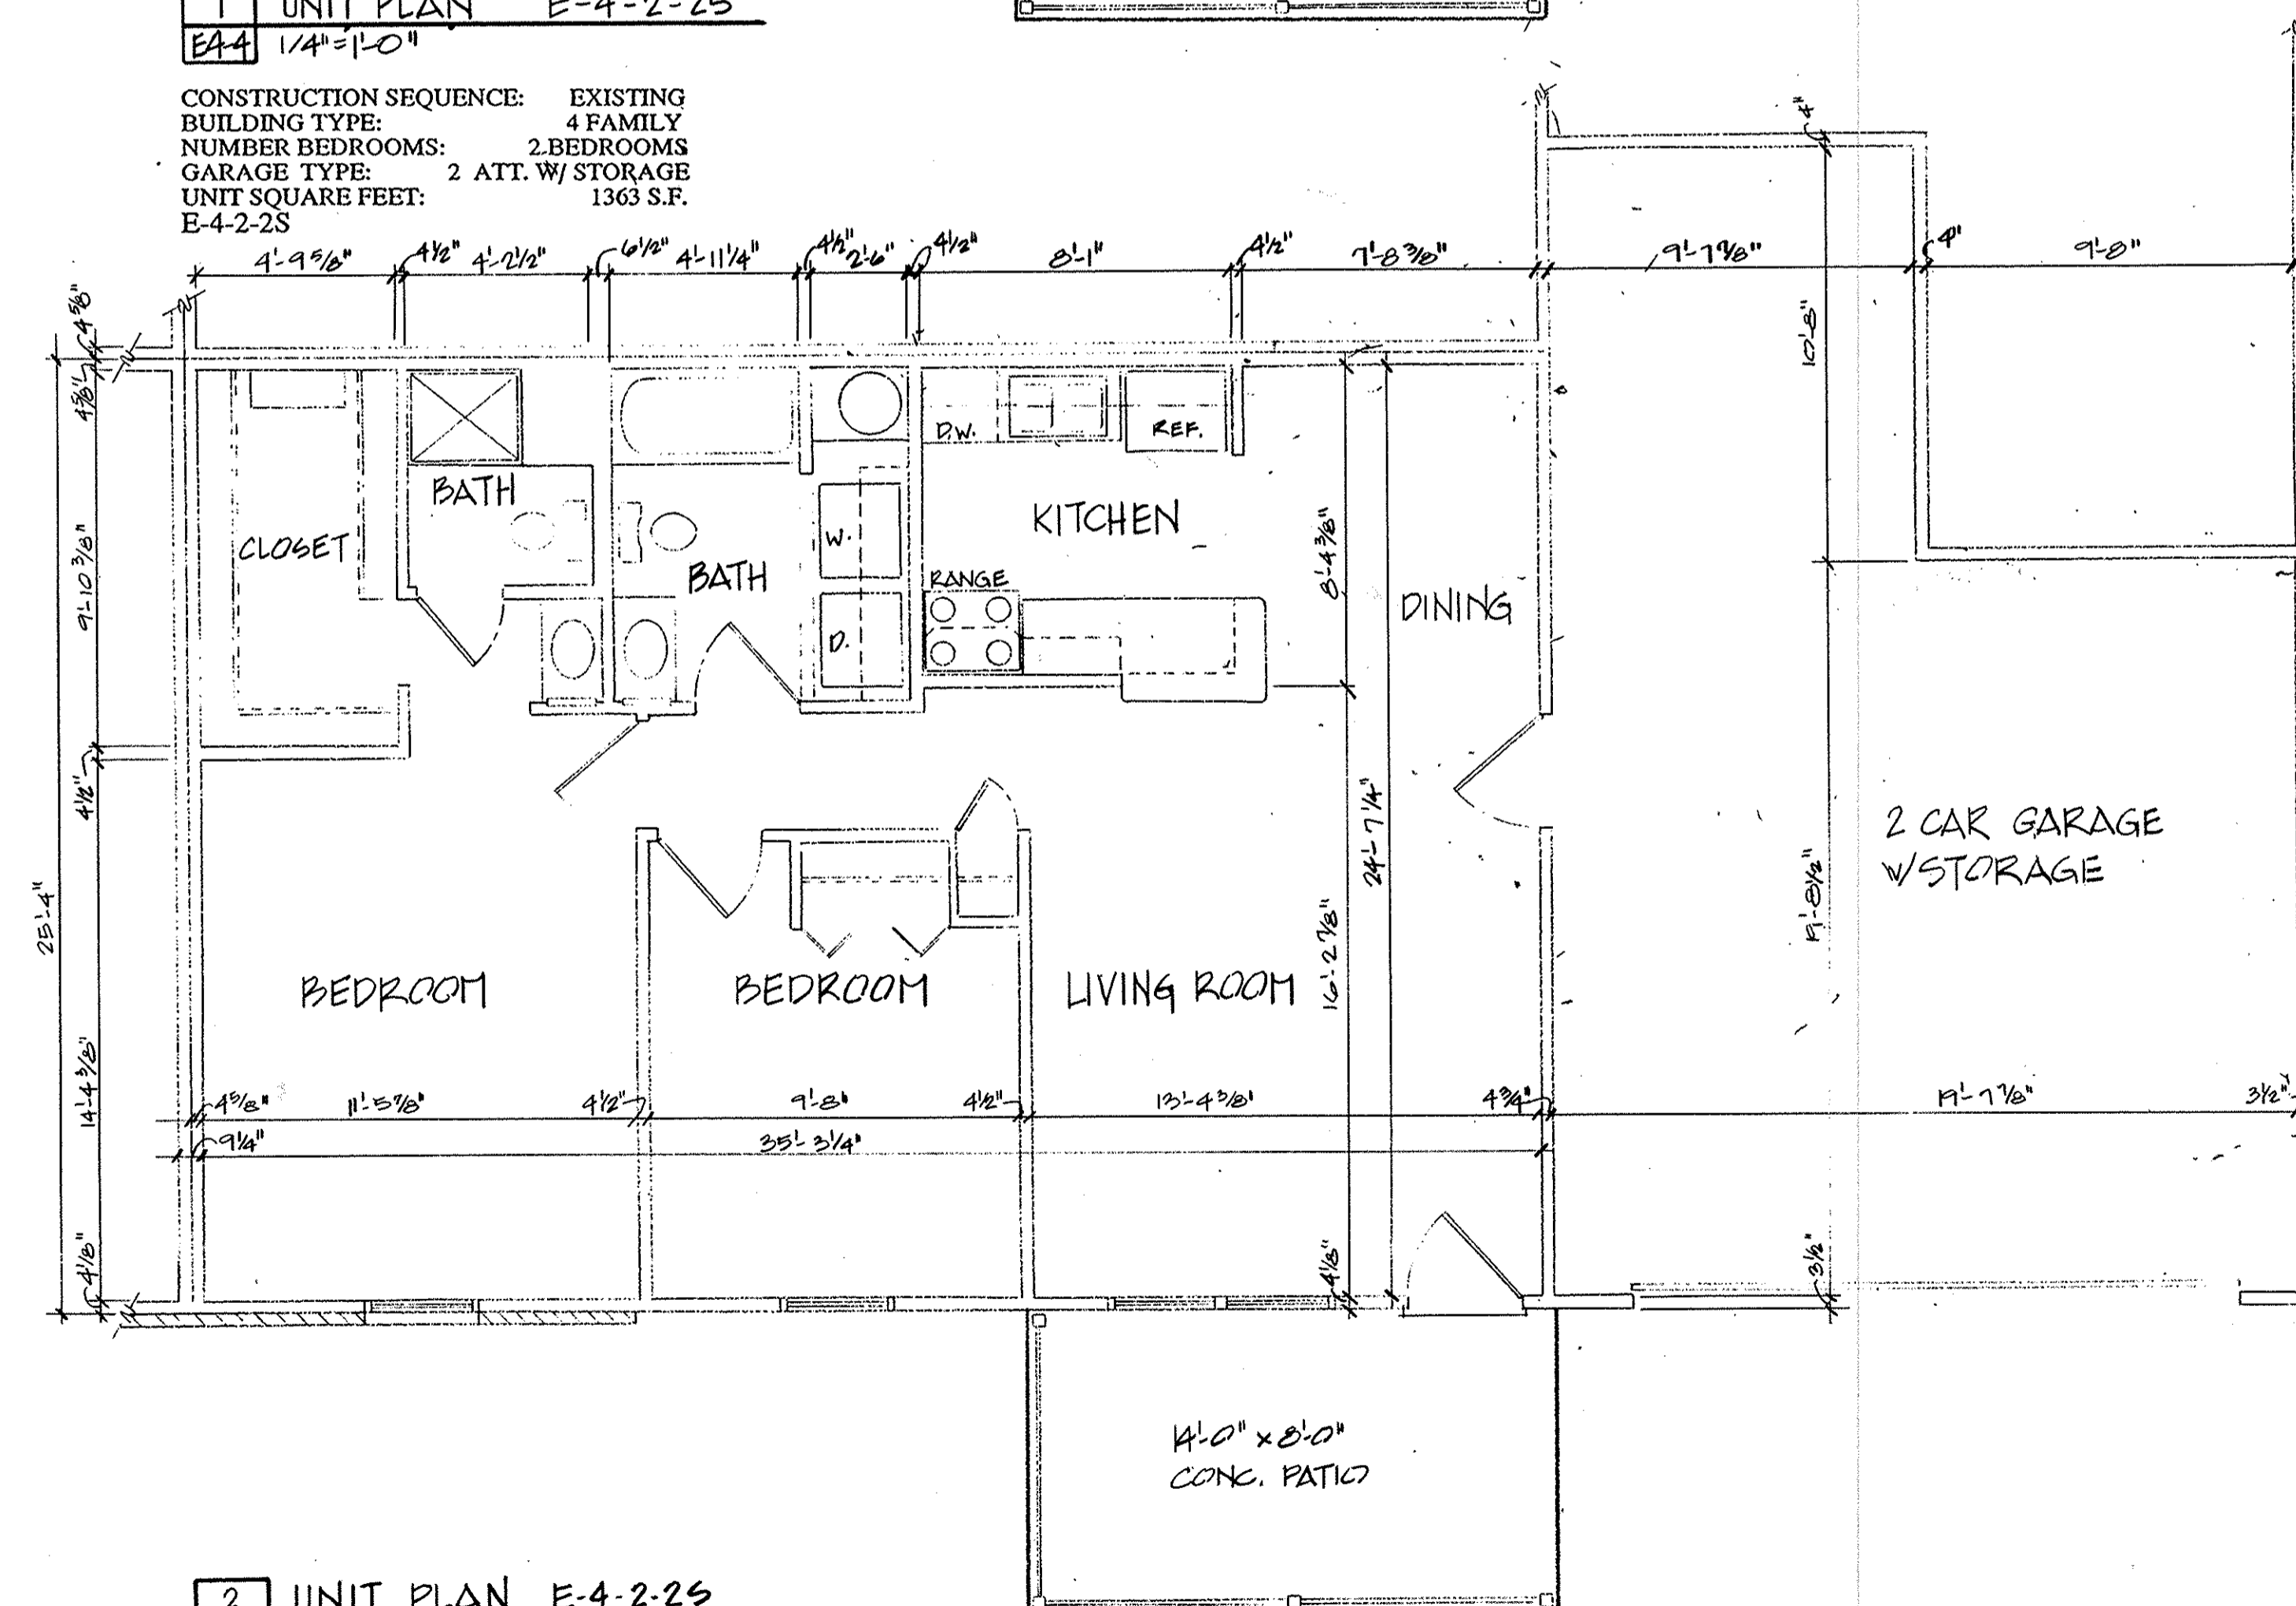 1 UNIT PLAN E-4-2-2S
E4-4 1/4"=1'-0"
CONSTRUCTION SEQUENCE: EXISTING
BUILDING TYPE: 4 FAMILY
NUMBER BEDROOMS: 2 BEDROOMS
GARAGE TYPE: 2 ATT. W/ STORAGE
UNIT SQUARE FEET: 1363 S.F.
E-4-2-2S
4'-9 5/8" 4 1/2" 4'-2 1/2" 6 1/2" 4'-11 1/4" 4 1/2" 2'-6" 4 1/2" 8'-1" 4 1/2" 7'-8 3/8" 9'-7 7/8" 4" 9'-8"
4"
10'-8"
4 5/8"
4 5/8"
D.W. REF.
BATH
KITCHEN
CLOSET
W.
BATH
RANGE
DINING
D.
9'-10 3/8"
8'-4 3/8"
4 1/2"
24'-7 1/4"
2 CAR GARAGE
W/STORAGE
25'-4"
16'-2 7/8"
19'-8 1/2"
BEDROOM BEDROOM LIVING ROOM
14'-4 3/8"
4 5/8" 11'-5 7/8" 4 1/2" 9'-8" 4 1/2" 13'-4 3/8" 4 3/4" 19'-7 7/8" 3 1/2"
9 1/4" 35'-3 1/4"
4 1/8"
4 1/8"
3 1/2"
14'-0" x 8'-0"
CONC. PATIO
2 UNIT PLAN E-4-2-2S